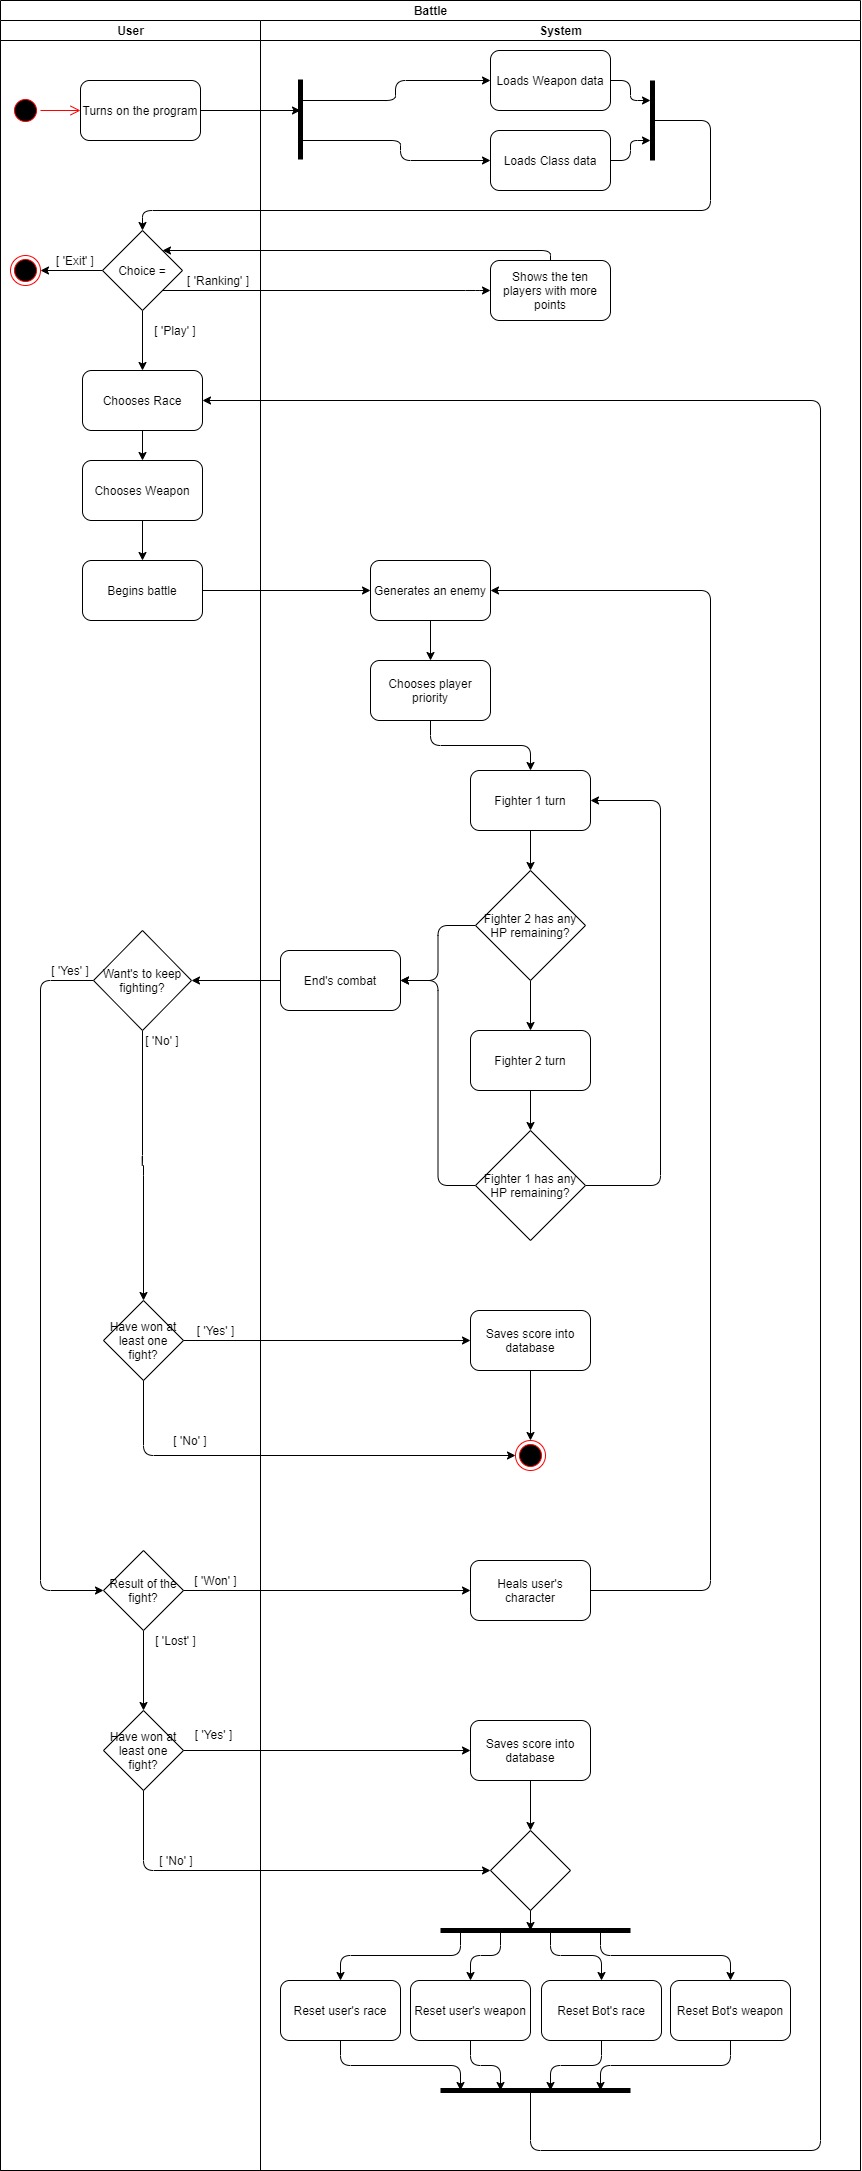 Battle
User
System
Turns on the program
Loads Weapon data
Loads Class data
Choice =
[ 'Exit' ]
[ 'Ranking' ]
Shows the ten
players with more
points
[ 'Play' ]
Chooses Race
Chooses Weapon
Begins battle
Generates an enemy
Chooses player
priority
Fighter 1 turn
Fighter 2 has any
HP remaining?
End's combat
Want's to keep
fighting?
[ 'Yes' ]
[ 'No' ]
Fighter 2 turn
Fighter 1 has any
HP remaining?
Have won at
least one
fight?
[ 'Yes' ]
Saves score into
database
[ 'No' ]
Result of the
fight?
[ 'Won' ]
Heals user's
character
[ 'Lost' ]
Have won at
least one
fight?
[ 'Yes' ]
Saves score into
database
[ 'No' ]
Reset user's race
Reset user's weapon
Reset Bot's race
Reset Bot's weapon